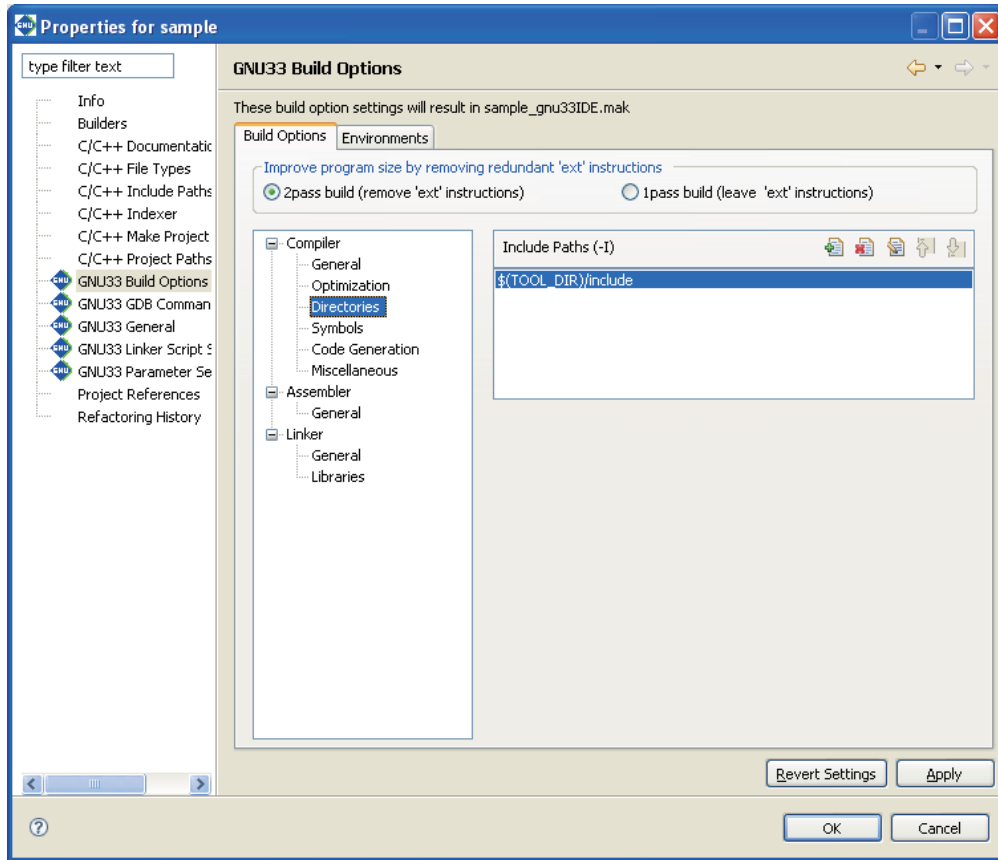 Properties for sample
type filter text
Info
Builders
C/C++ Documentatic
C/C++ File Types
C/C++ Include Paths
C/C++ Indexer
C/C++ Make Project
C/C++ Project Paths
GNU33 Build Options
GNU33 GDB Comman
GNU33 General
GNU33 Linker Script S
GNU33 Parameter Se
Project References
Refactoring History
GNU33 Build Options
These build option settings will result in sample_gnu33IDE.mak
Build Options
Environments
Improve program size by removing redundant 'ext' instructions
2pass build (remove 'ext' instructions)
1pass build (leave 'ext' instructions)
Compiler
General
Optimization
Directories
Symbols
Code Generation
Miscellaneous
Assembler
General
Linker
General
Libraries
Include Paths (-I)
$(TOOL_DIR)/include
Revert Settings
Apply
OK
Cancel